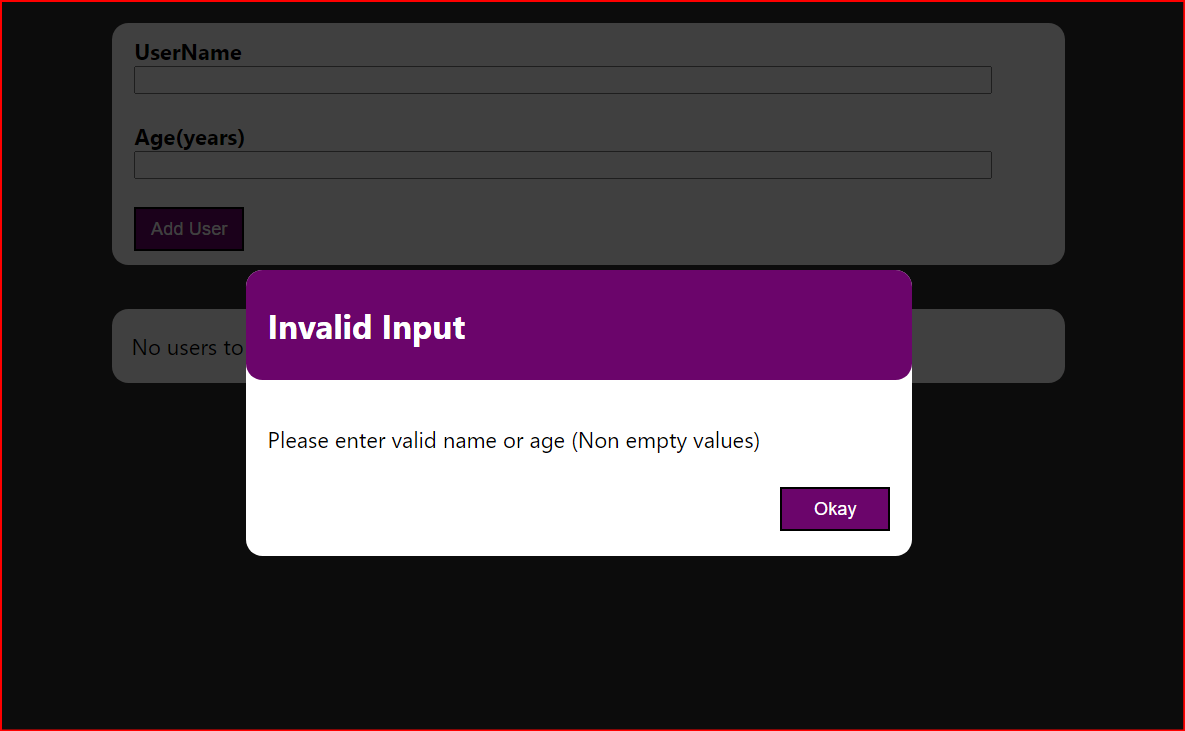 UserName
Age(years)
Add User
Invalid Input
No users to
Please enter valid name or age (Non empty values)
Okay